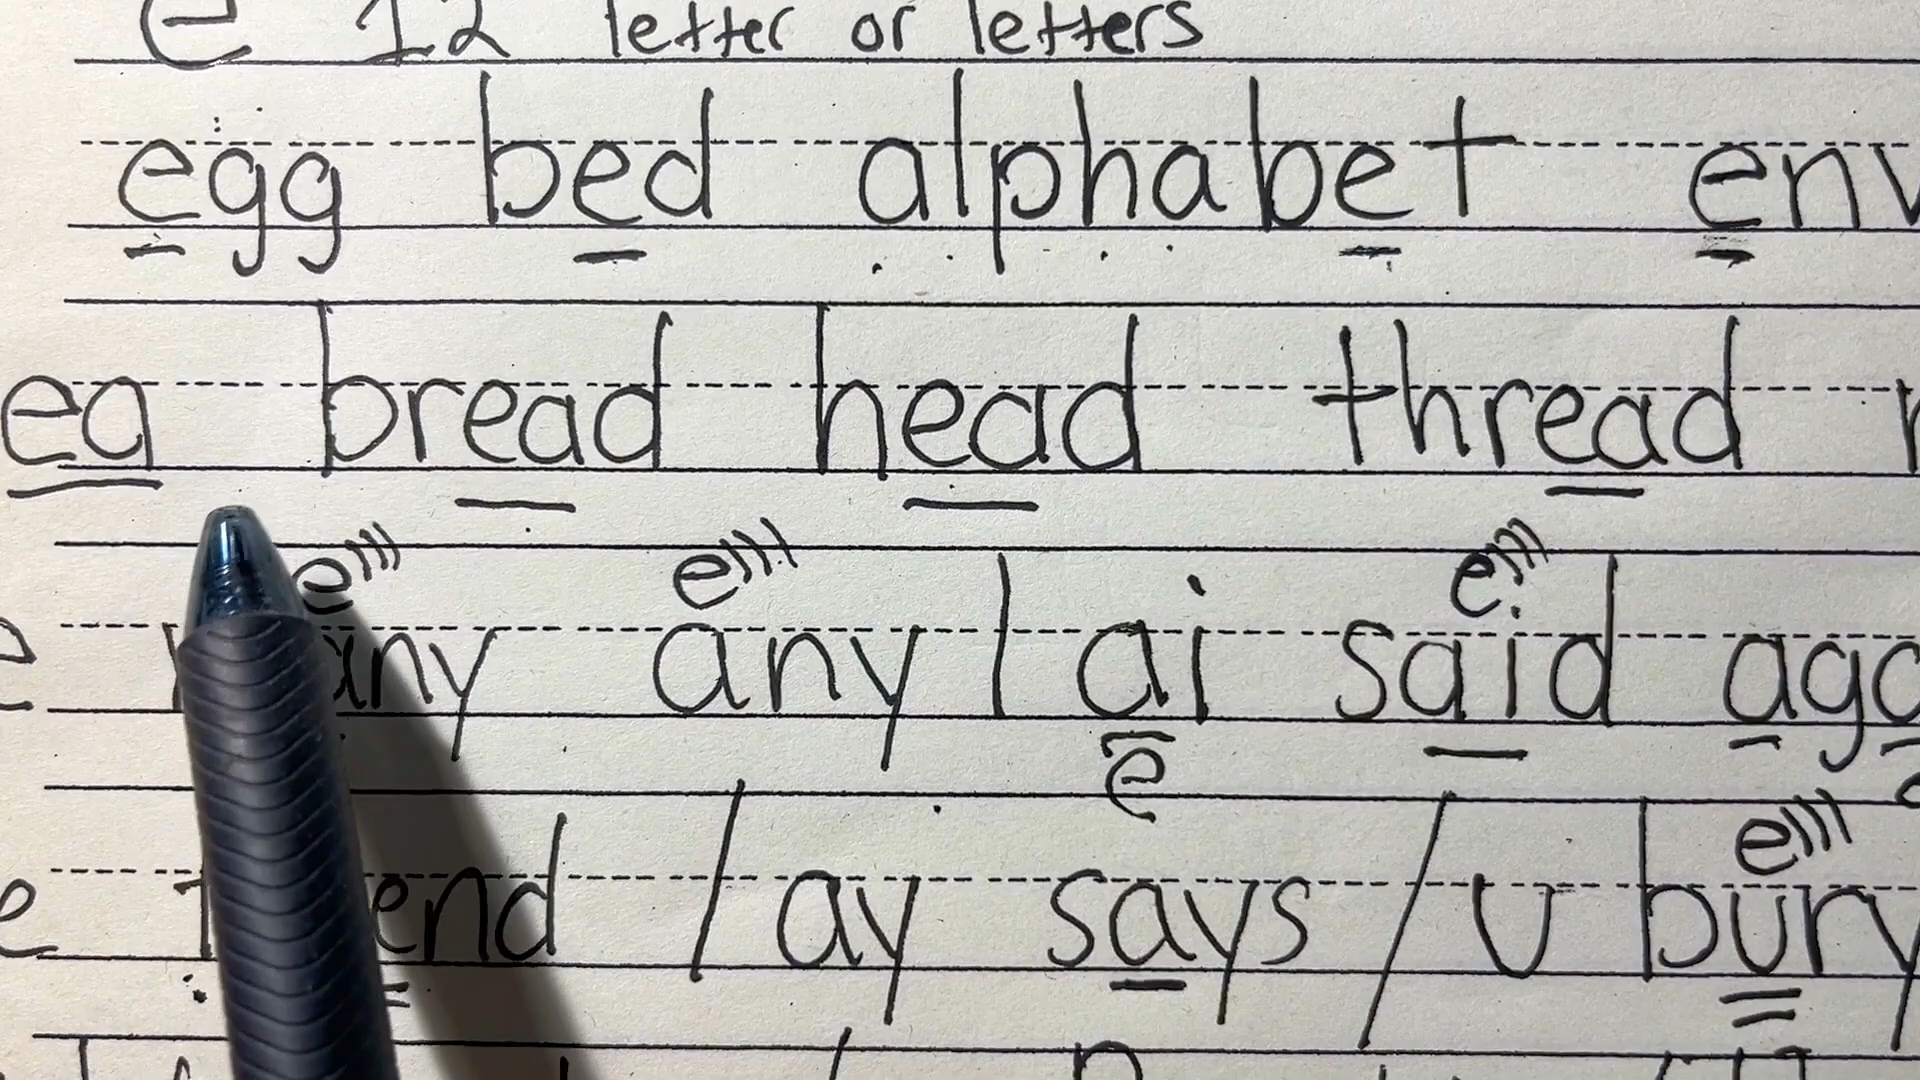 e 12 letter or letters
egg bed alphabet env
ea bread head thread
e))) e))) e)))
any any | ai said aga
e e)))
e end / ay says / u bury